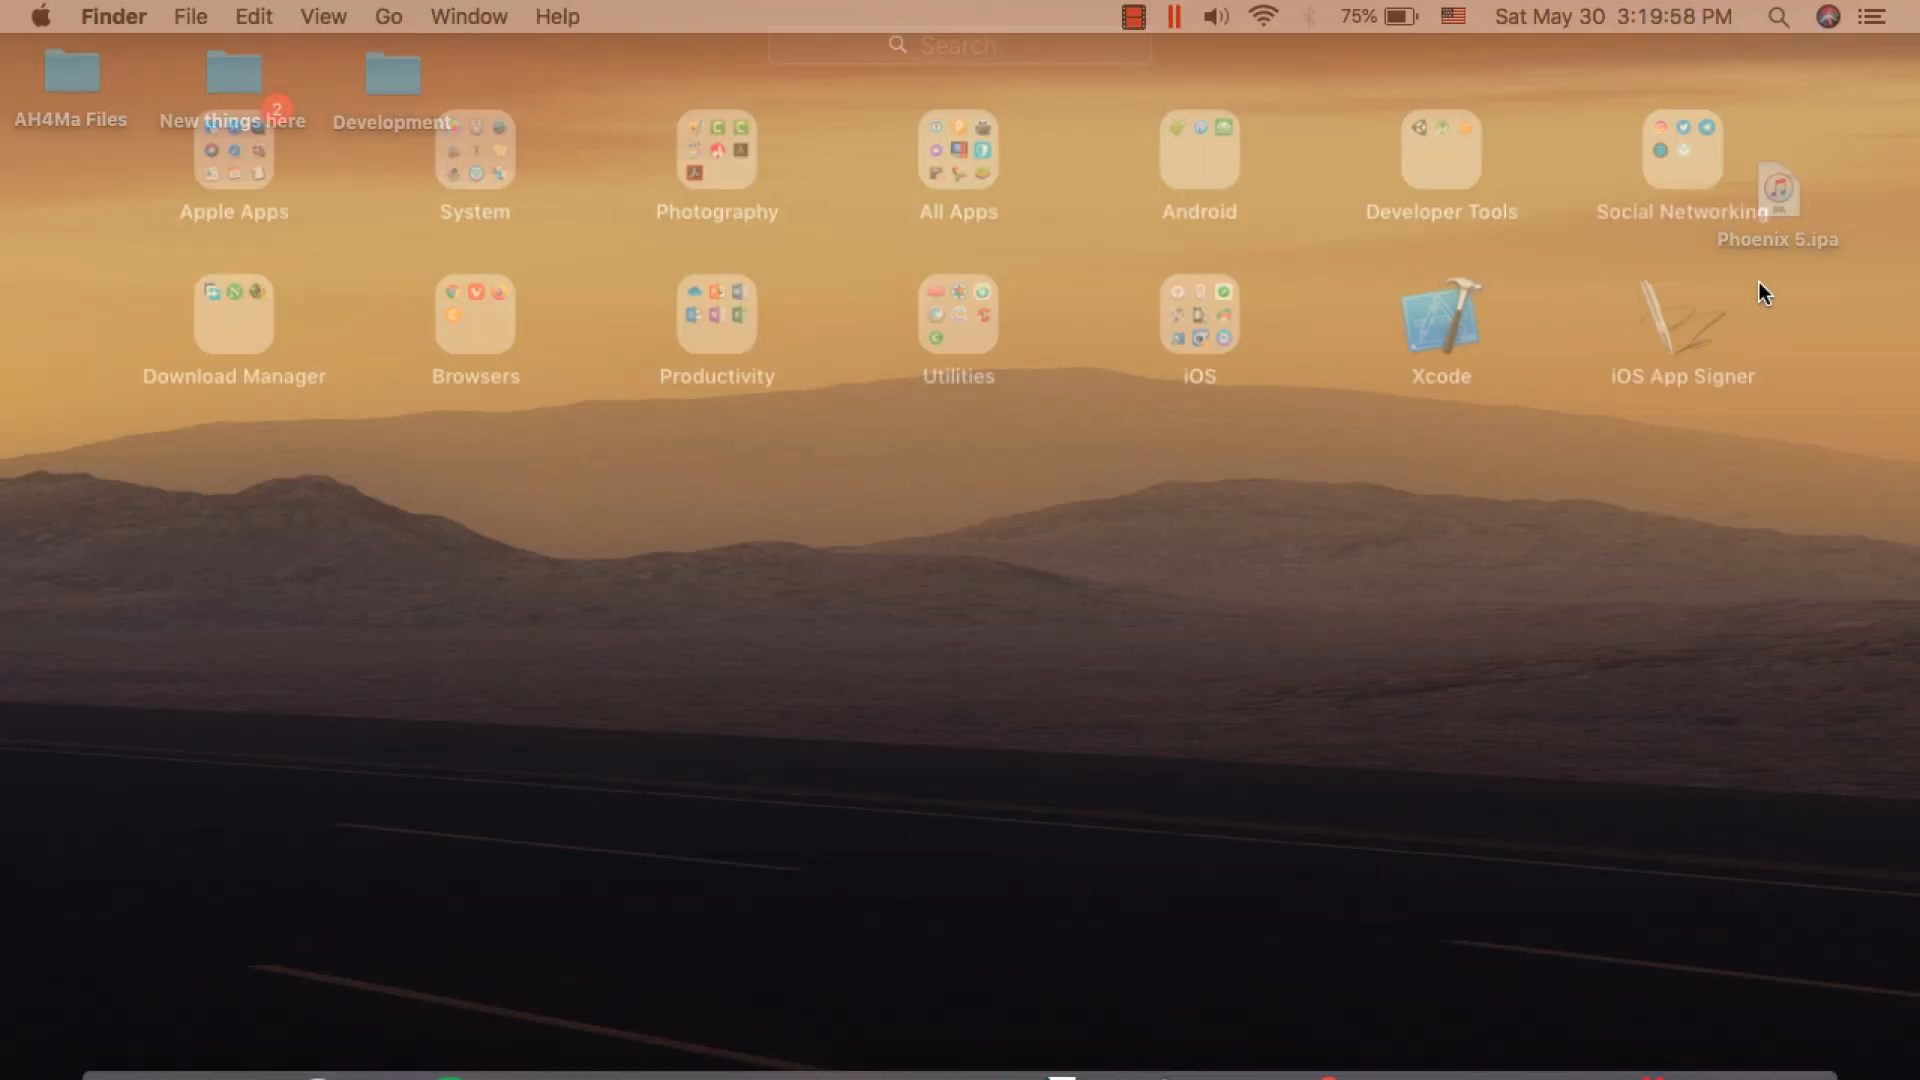 Finder File Edit View Go Window Help 75% Sat May 30 3:19:58 PM
Search
AH4Ma Files New things here Development
2
Apple Apps System Photography All Apps Android Developer Tools Social Networking
Phoenix 5.ipa
Download Manager Browsers Productivity Utilities iOS Xcode iOS App Signer